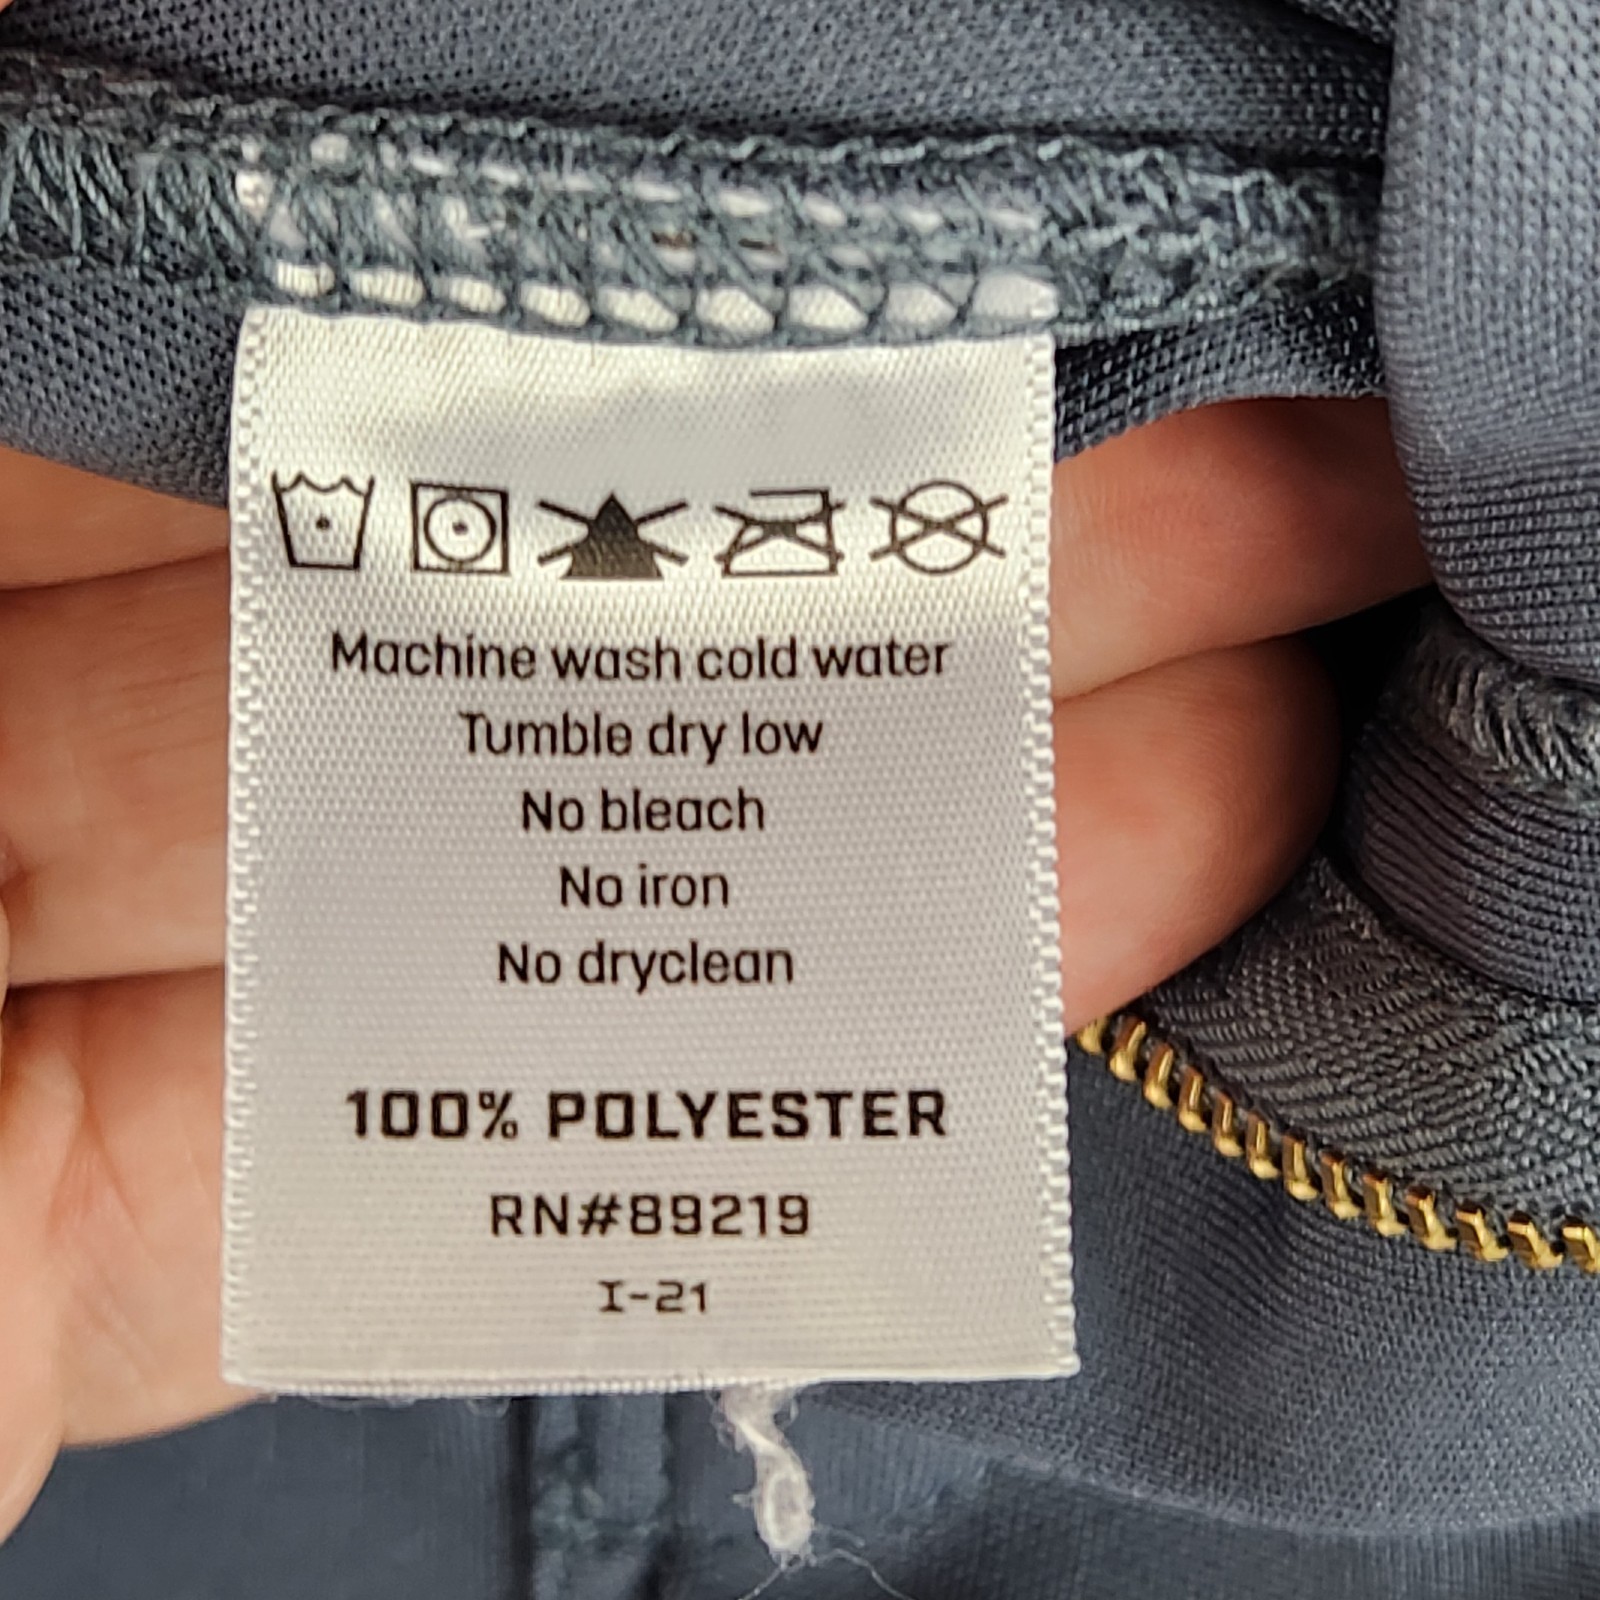 Machine wash cold water
Tumble dry low
No bleach
No iron
No dryclean
100% POLYESTER
RN#89219
I-21